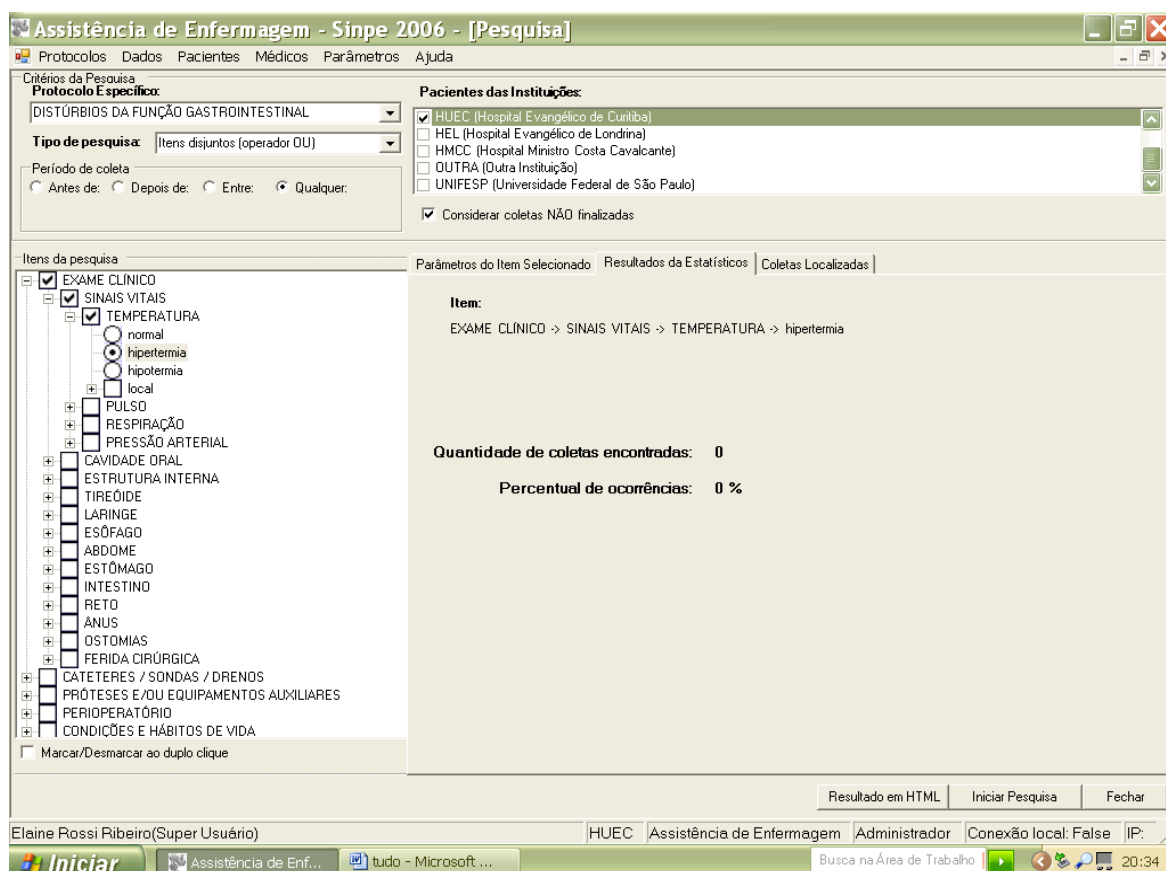 Assistência de Enfermagem - Sinpe 2006 - [Pesquisa]
Protocolos Dados Pacientes Médicos Parâmetros Ajuda
Critérios da Pesquisa
Protocolo Específico:
DISTÚRBIOS DA FUNÇÃO GASTROINTESTINAL
Tipo de pesquisa: Itens disjuntos (operador OU)
Período de coleta
Antes de: Depois de: Entre: Qualquer:
Pacientes das Instituições:
HUEC (Hospital Evangélico de Curitiba)
HEL (Hospital Evangélico de Londrina)
HMCC (Hospital Ministro Costa Cavalcante)
OUTRA (Outra Instituição)
UNIFESP (Universidade Federal de São Paulo)
Considerar coletas NÃO finalizadas
Itens da pesquisa
EXAME CLÍNICO
SINAIS VITAIS
TEMPERATURA
normal
hipertermia
hipotermia
local
PULSO
RESPIRAÇÃO
PRESSÃO ARTERIAL
CAVIDADE ORAL
ESTRUTURA INTERNA
TIREÓIDE
LARINGE
ESÔFAGO
ABDOME
ESTÔMAGO
INTESTINO
RETO
ÂNUS
OSTOMIAS
FERIDA CIRÚRGICA
CATETERES / SONDAS / DRENOS
PRÓTESES E/OU EQUIPAMENTOS AUXILIARES
PERIOPERATÓRIO
CONDIÇÕES E HÁBITOS DE VIDA
Marcar/Desmarcar ao duplo clique
Parâmetros do Item Selecionado Resultados da Estatísticos Coletas Localizadas
Item:
EXAME CLÍNICO -> SINAIS VITAIS -> TEMPERATURA -> hipertermia
Quantidade de coletas encontradas: 0
Percentual de ocorrências: 0 %
Resultado em HTML Iniciar Pesquisa Fechar
Elaine Rossi Ribeiro(Super Usuário) HUEC Assistência de Enfermagem Administrador Conexão local: False IP:
Iniciar Assistência de Enf... tudo - Microsoft ... Busca na Área de Trabalho 20:34